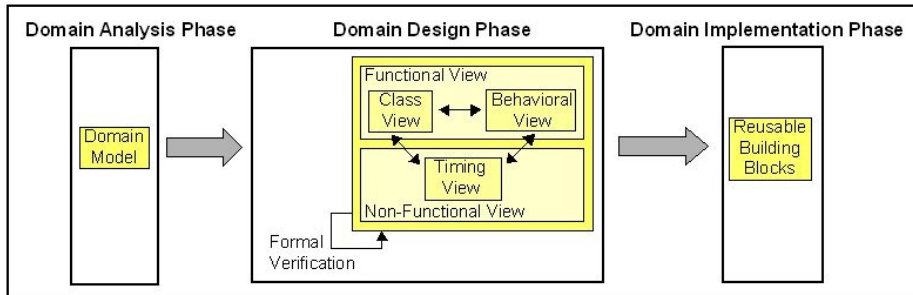 Domain Analysis Phase
Domain Design Phase
Domain Implementation Phase
Domain
Model
Functional View
Class
View
Behavioral
View
Timing
View
Non-Functional View
Formal
Verification
Reusable
Building
Blocks